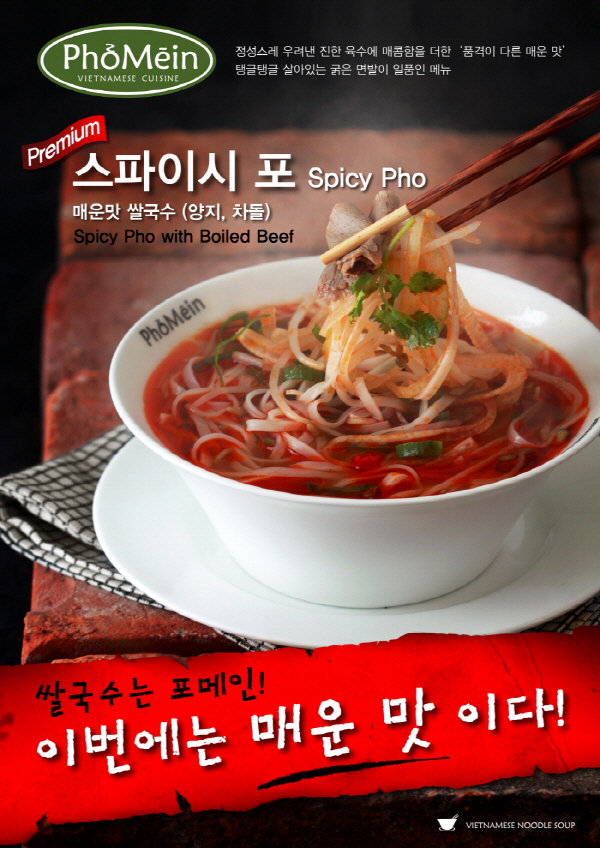 PhởMēin
VIETNAMESE CUISINE
정성스레 우려낸 진한 육수에 매콤함을 더한 '품격이 다른 매운 맛'
탱글탱글 살아있는 굵은 면발이 일품인 메뉴
Premium
스파이시 포 Spicy Pho
매운맛 쌀국수 (양지, 차돌)
Spicy Pho with Boiled Beef
PhởMēin
쌀국수는 포메인!
이번에는 매운 맛 이다!
VIETNAMESE NOODLE SOUP